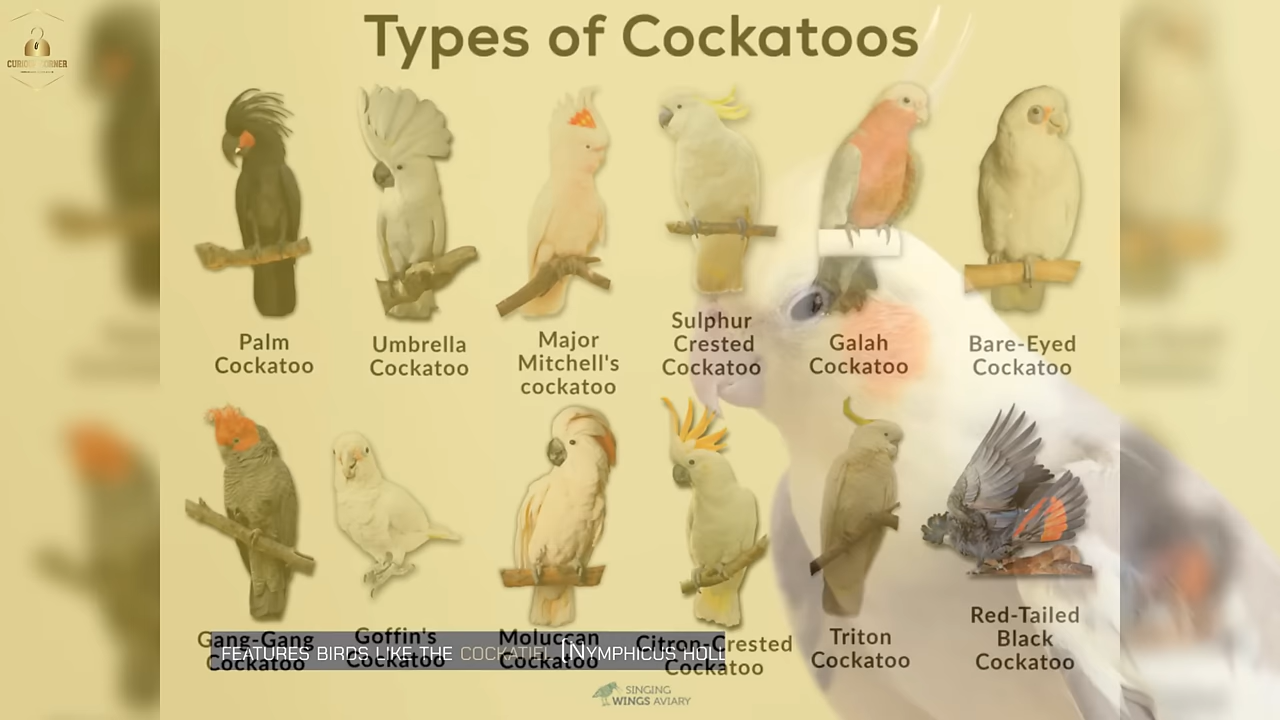 Types of Cockatoos
CURIOUS CORNER
Palm
Cockatoo
Umbrella
Cockatoo
Major
Mitchell's
cockatoo
Sulphur
Crested
Cockatoo
Galah
Cockatoo
Bare-Eyed
Cockatoo
Gang-Gang
Cockatoo
Goffin's
Cockatoo
Moluccan
Cockatoo
Citron-Crested
Cockatoo
Triton
Cockatoo
Red-Tailed
Black
Cockatoo
FEATURES BIRDS LIKE THE COCKATIEL (NYMPHICUS HOLL
SINGING
WINGS AVIARY